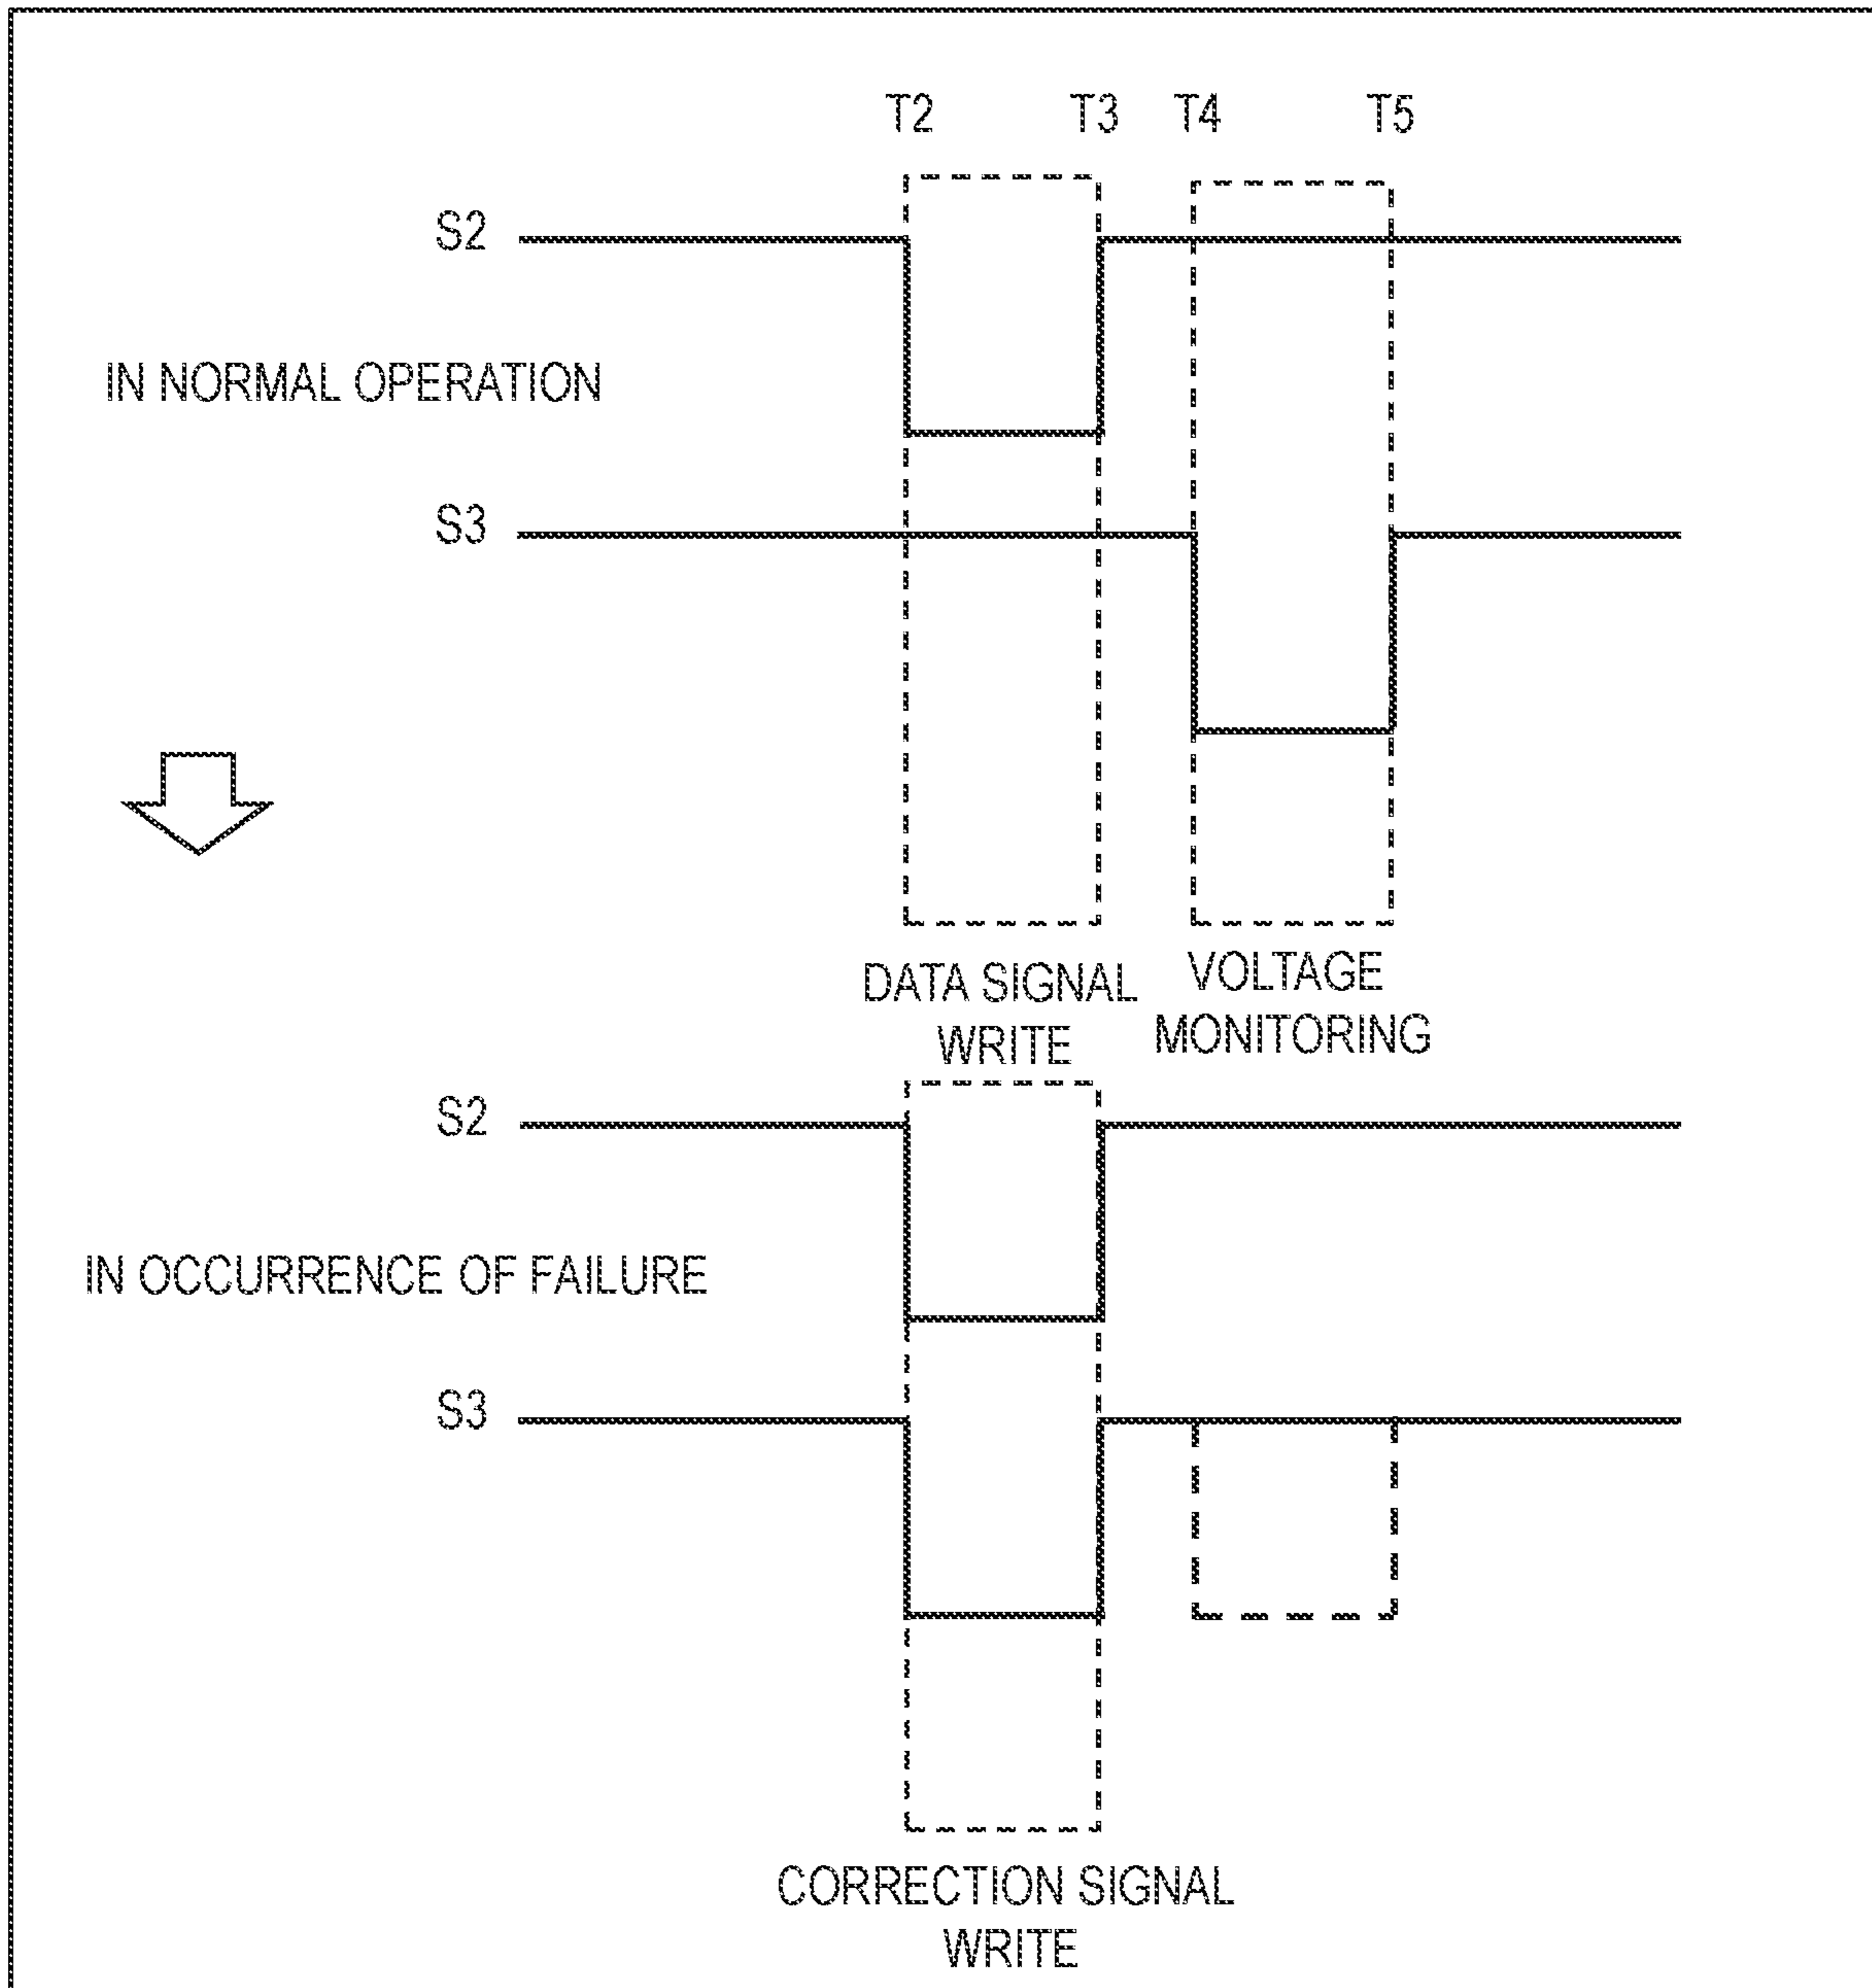 T2 T3 T4 T5
S2
IN NORMAL OPERATION
S3
DATA SIGNAL
WRITE
VOLTAGE
MONITORING
S2
IN OCCURRENCE OF FAILURE
S3
CORRECTION SIGNAL
WRITE